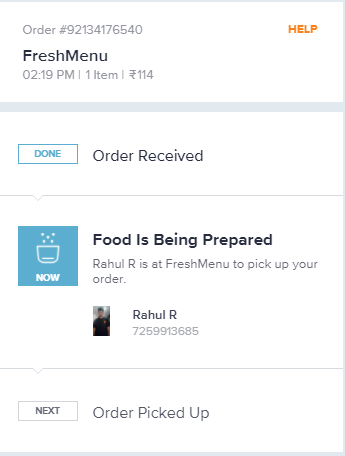 Order #92134176540 HELP
FreshMenu
02:19 PM | 1 Item | ₹114
DONE Order Received
Food Is Being Prepared
NOW
Rahul R is at FreshMenu to pick up your
order.
Rahul R
7259913685
NEXT Order Picked Up